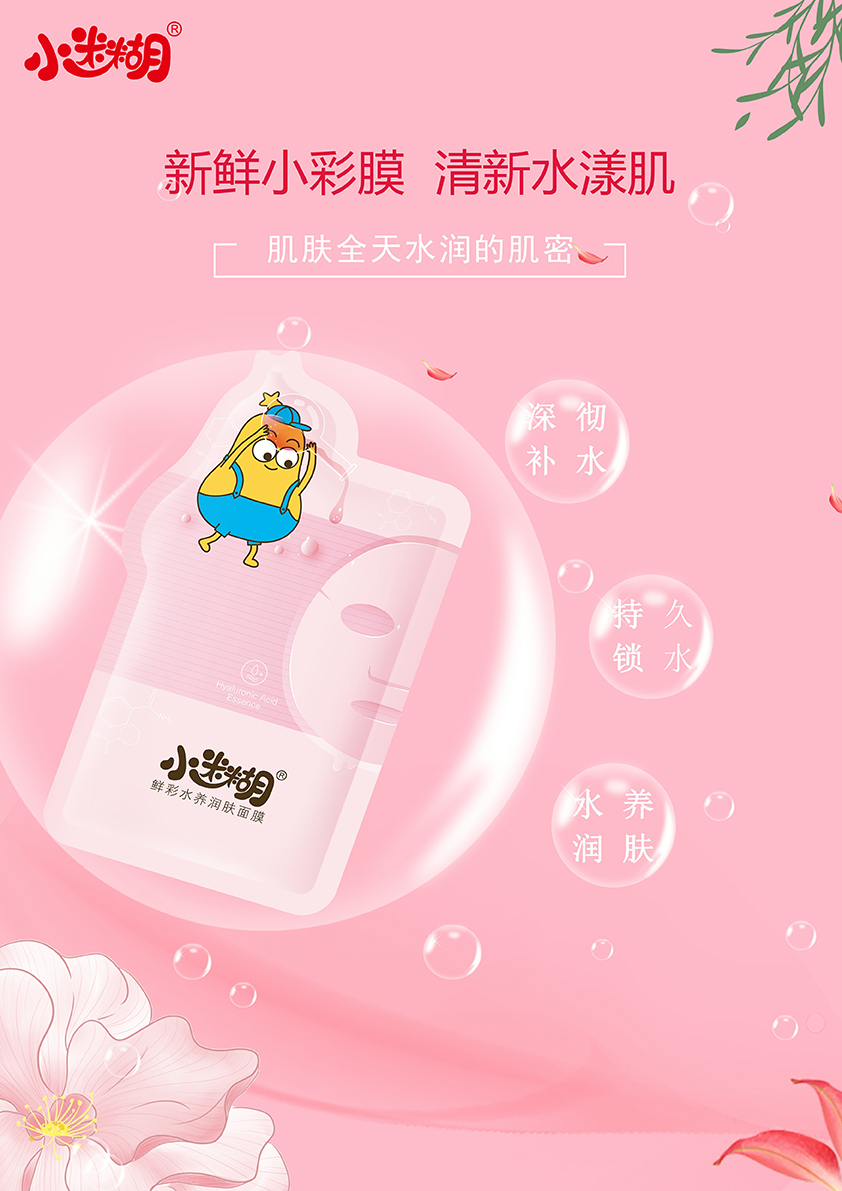 小迷糊®
新鲜小彩膜 清新水漾肌
肌肤全天水润的肌密
深彻
补水
持久
锁水
水养
润肤
Hyaluronic Acid
Essence
小迷糊®
鲜彩水养润肤面膜